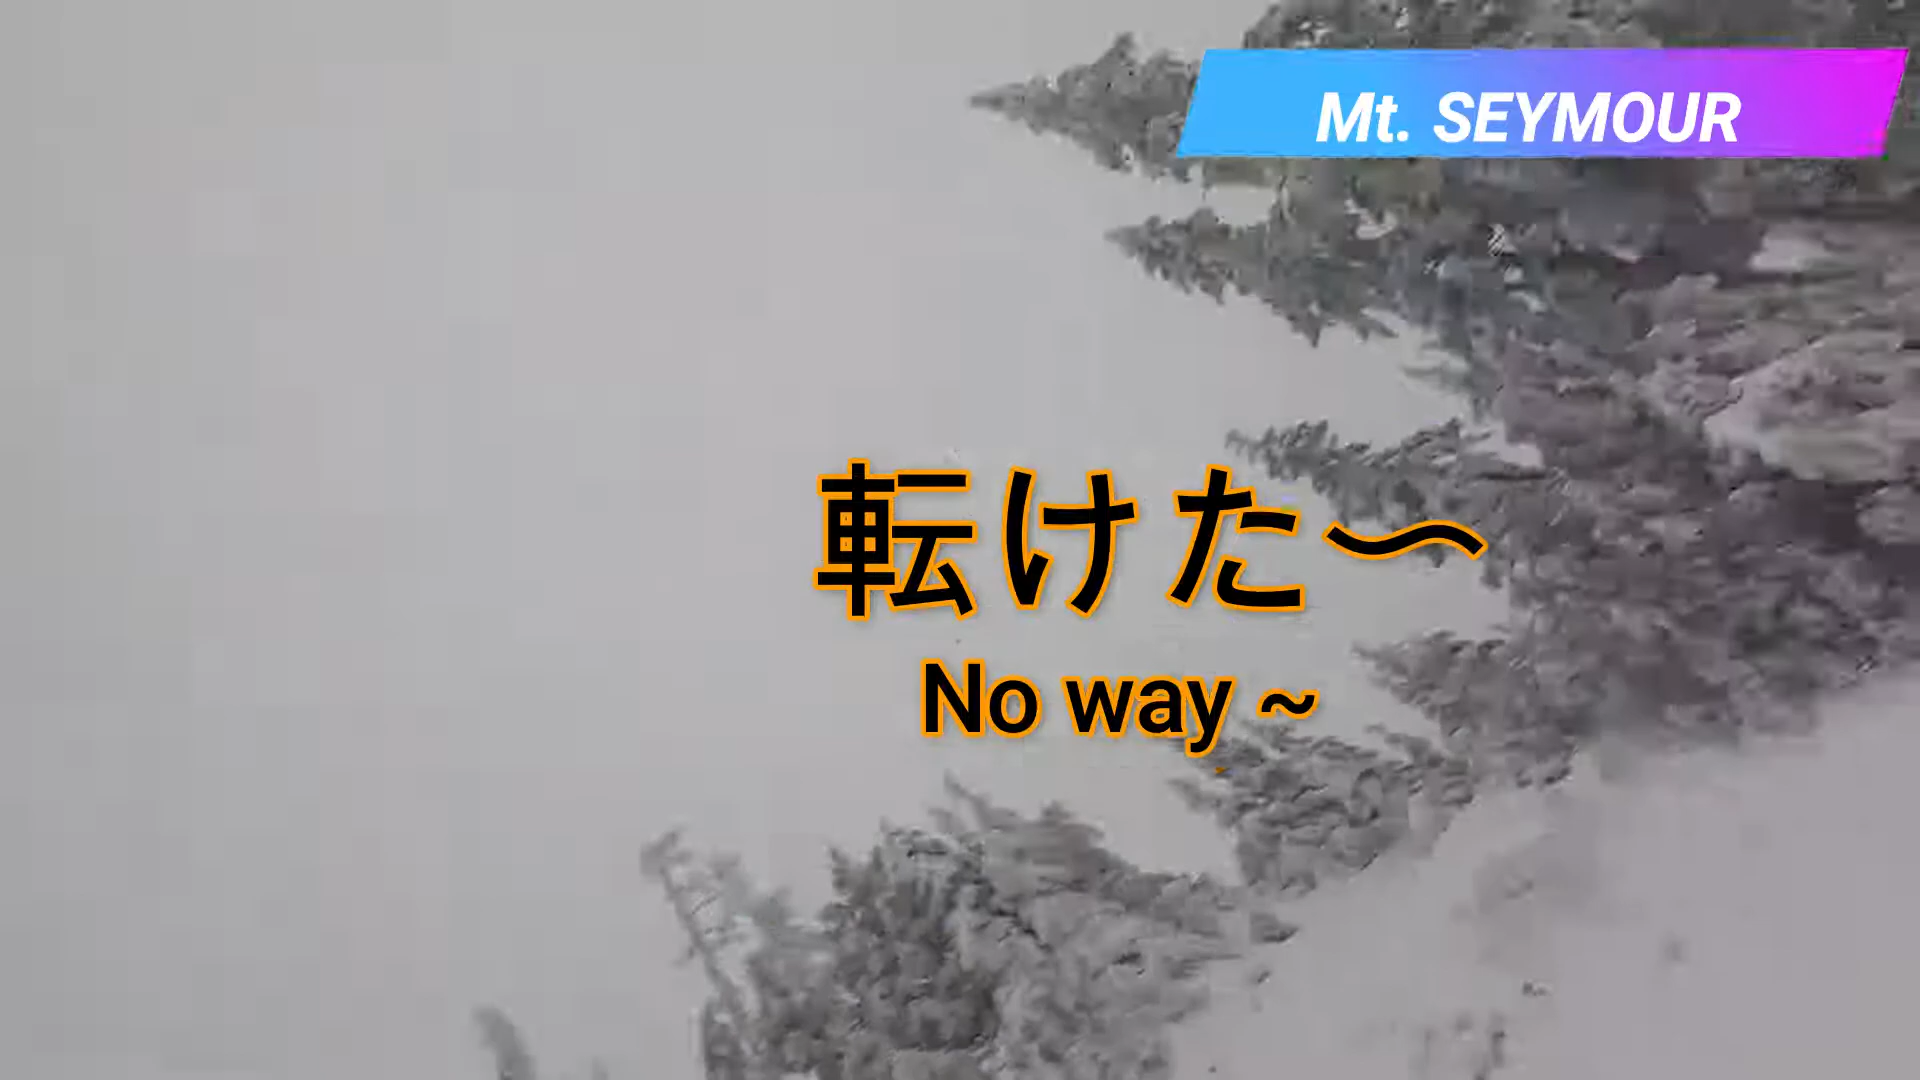 Mt. SEYMOUR
転けた〜
No way ~